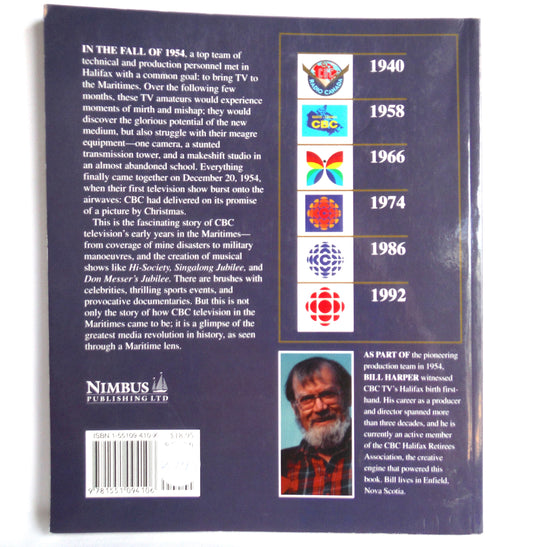 IN THE FALL OF 1954, a top team of
technical and production personnel met in
Halifax with a common goal: to bring TV to
the Maritimes. Over the following few
months, these TV amateurs would experience
moments of mirth and mishap; they would
discover the glorious potential of the new
medium, but also struggle with their meagre
equipment—one camera, a stunted
transmission tower, and a makeshift studio in
an almost abandoned school. Everything
finally came together on December 20, 1954,
when their first television show burst onto the
airwaves: CBC had delivered on its promise
of a picture by Christmas.
This is the fascinating story of CBC
television's early years in the Maritimes—
from coverage of mine disasters to military
manoeuvres, and the creation of musical
shows like Hi-Society, Singalong Jubilee, and
Don Messer's Jubilee. There are brushes with
celebrities, thrilling sports events, and
provocative documentaries. But this is not
only the story of how CBC television in the
Maritimes came to be; it is a glimpse of the
greatest media revolution in history, as seen
through a Maritime lens.
NIMBUS
PUBLISHING LTD
ISBN 1-55109-410-X
$18.95
9 781551 094106
RADIO CANADA
1940
CBC
1958
1966
1974
1986
1992
AS PART OF the pioneering
production team in 1954,
BILL HARPER witnessed
CBC TV's Halifax birth first-
hand. His career as a producer
and director spanned more
than three decades, and he is
currently an active member
of the CBC Halifax Retirees
Association, the creative
engine that powered this
book. Bill lives in Enfield,
Nova Scotia.